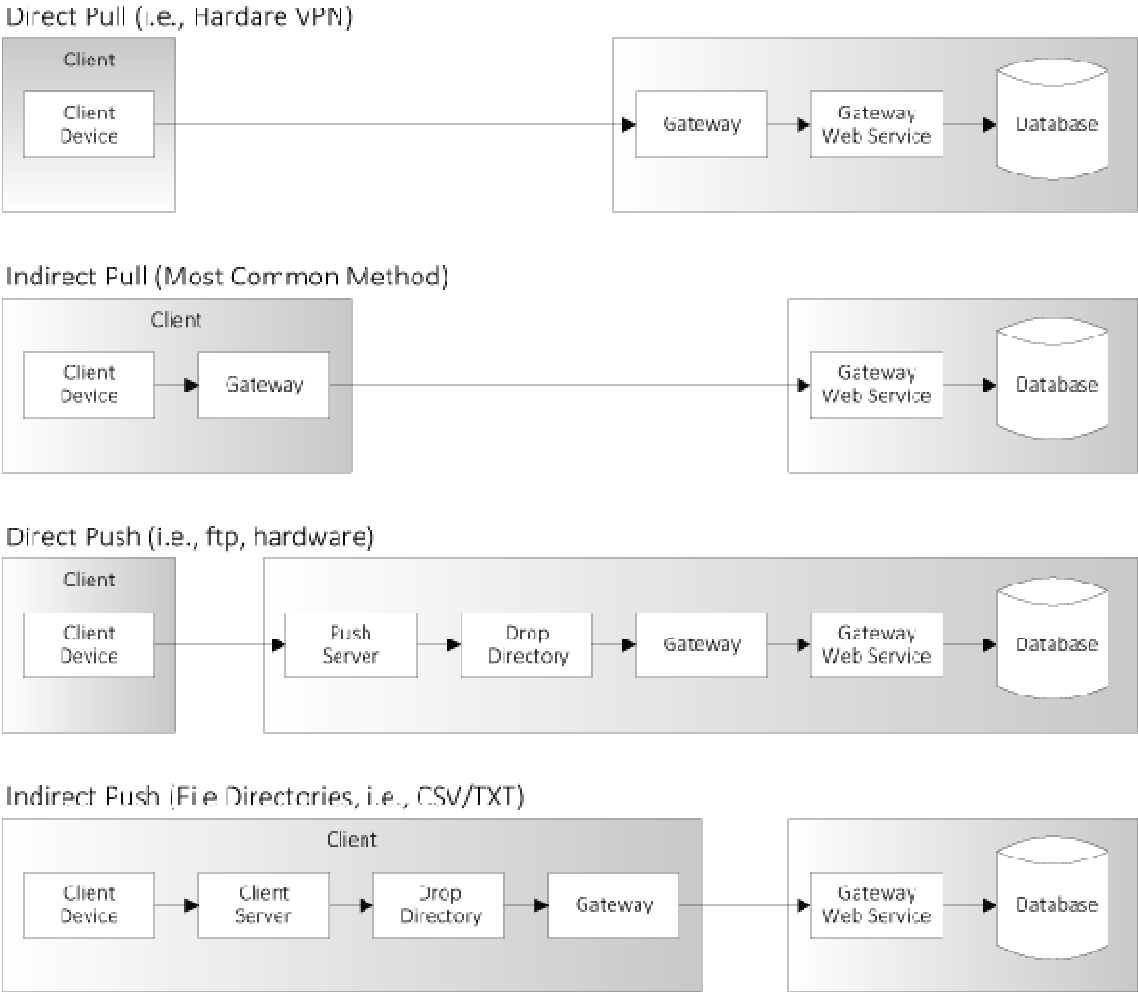 Direct Pull (i.e., Hardare VPN)
Client
Client
Device
Gateway
Gateway
Web Service
Database
Indirect Pull (Most Common Method)
Client
Client
Device
Gateway
Gateway
Web Service
Database
Direct Push (i.e., ftp, hardware)
Client
Client
Device
Push
Server
Drop
Directory
Gateway
Gateway
Web Service
Database
Indirect Push (File Directories, i.e., CSV/TXT)
Client
Client
Device
Client
Server
Drop
Directory
Gateway
Gateway
Web Service
Database